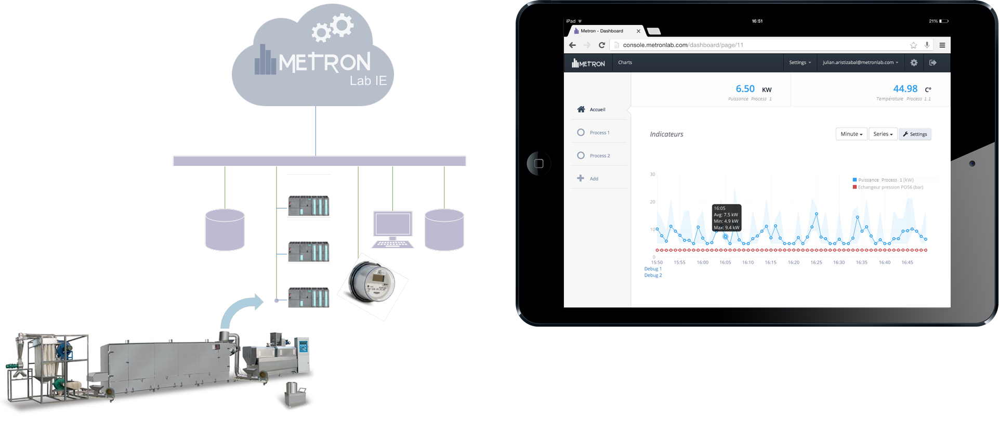 METRON
Lab IE
iPad
16:51
21%
Metron - Dashboard
console.metronlab.com/dashboard/page/11
METRON
Charts
Settings
julian.aristizabal@metronlab.com
6.50 KW
Puissance Process 1
44.98 C°
Température Process 1.1
Accueil
Process 1
Process 2
Add
Indicateurs
Minute
Series
Settings
30
20
10
0
Puissance Process 1 (kW)
Echangeur pression PO56 (bar)
16:05
Avg: 7.5 kW
Min: 4.9 kW
Max: 9.4 kW
15:50 15:55 16:00 16:05 16:10 16:15 16:20 16:25 16:30 16:35 16:40 16:45
Debug 1
Debug 2